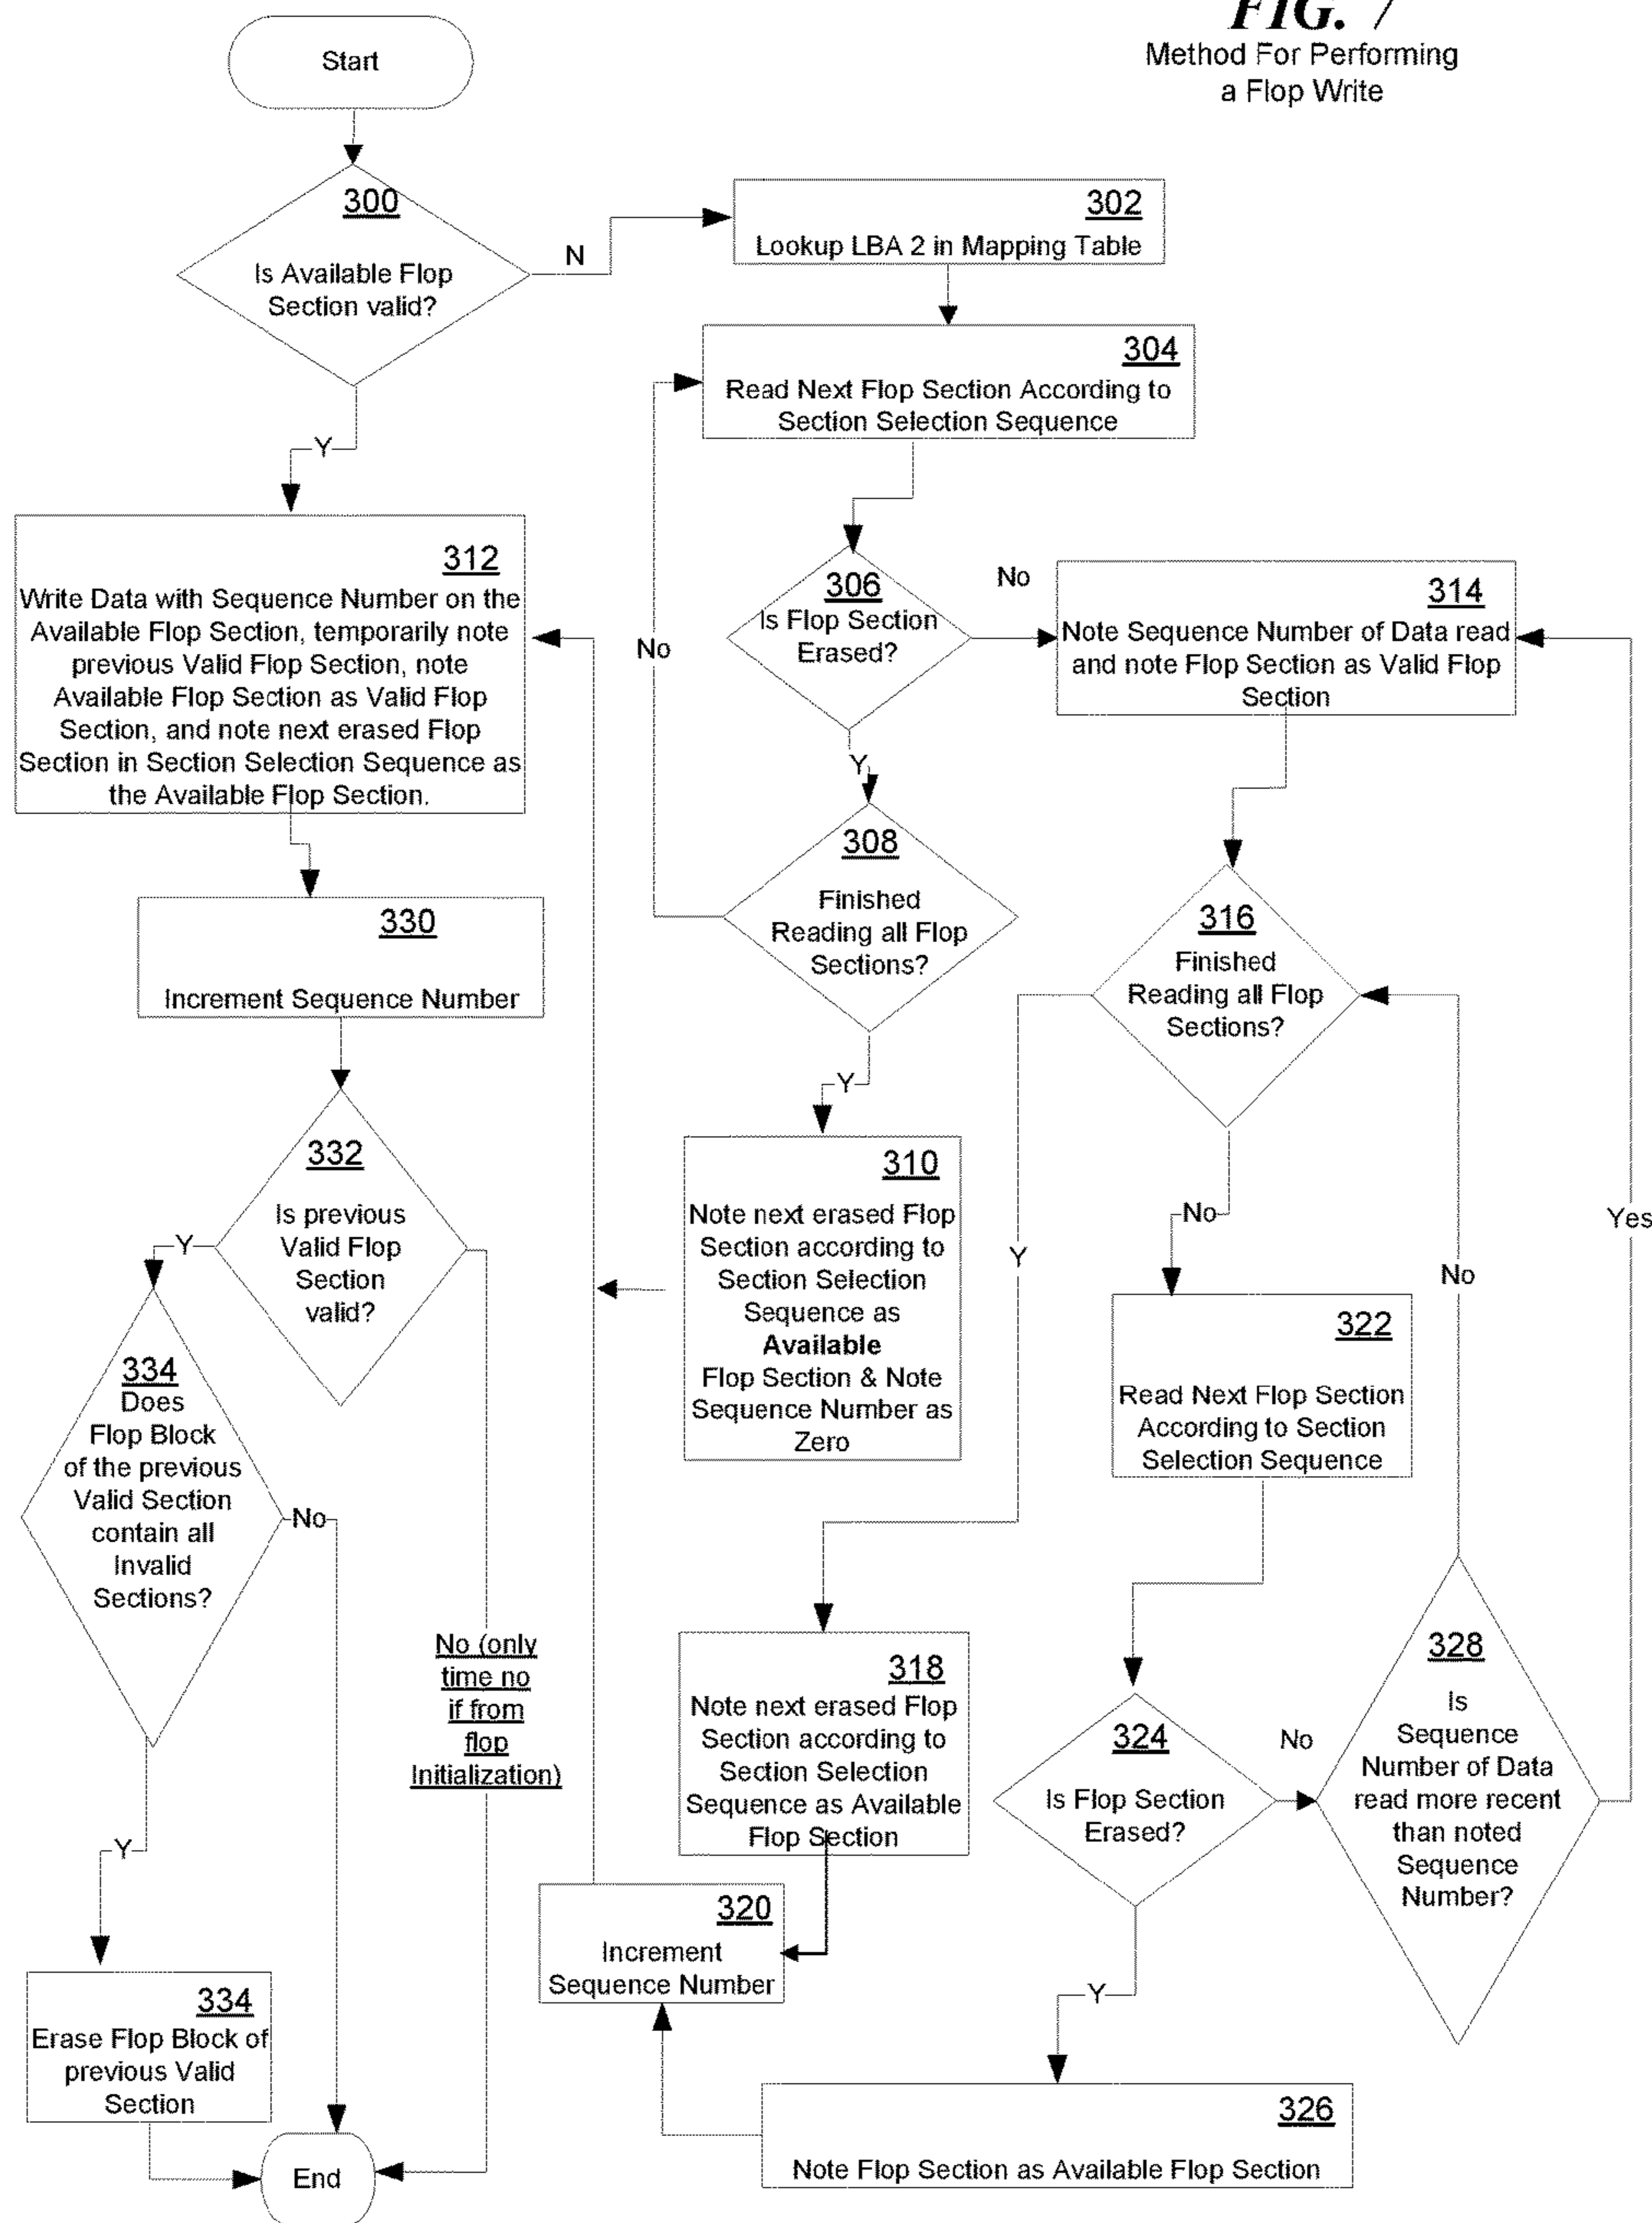 FIG. 7
Method For Performing
a Flop Write
Start
300
Is Available Flop
Section valid?
N
Y
302
Lookup LBA 2 in Mapping Table
304
Read Next Flop Section According to
Section Selection Sequence
306
Is Flop Section
Erased?
No
Y
308
Finished
Reading all Flop
Sections?
No
Y
310
Note next erased Flop
Section according to
Section Selection
Sequence as
Available
Flop Section & Note
Sequence Number as
Zero
312
Write Data with Sequence Number on the
Available Flop Section, temporarily note
previous Valid Flop Section, note
Available Flop Section as Valid Flop
Section, and note next erased Flop
Section in Section Selection Sequence as
the Available Flop Section.
314
Note Sequence Number of Data read
and note Flop Section as Valid Flop
Section
316
Finished
Reading all Flop
Sections?
Y
No
318
Note next erased Flop
Section according to
Section Selection
Sequence as Available
Flop Section
320
Increment
Sequence Number
322
Read Next Flop Section
According to Section
Selection Sequence
324
Is Flop Section
Erased?
No
Y
326
Note Flop Section as Available Flop Section
328
Is
Sequence
Number of Data
read more recent
than noted
Sequence
Number?
No
Yes
330
Increment Sequence Number
332
Is previous
Valid Flop
Section
valid?
Y
No (only
time no
if from
flop
Initialization)
334
Does
Flop Block
of the previous
Valid Section
contain all
Invalid
Sections?
No
Y
334
Erase Flop Block of
previous Valid
Section
End